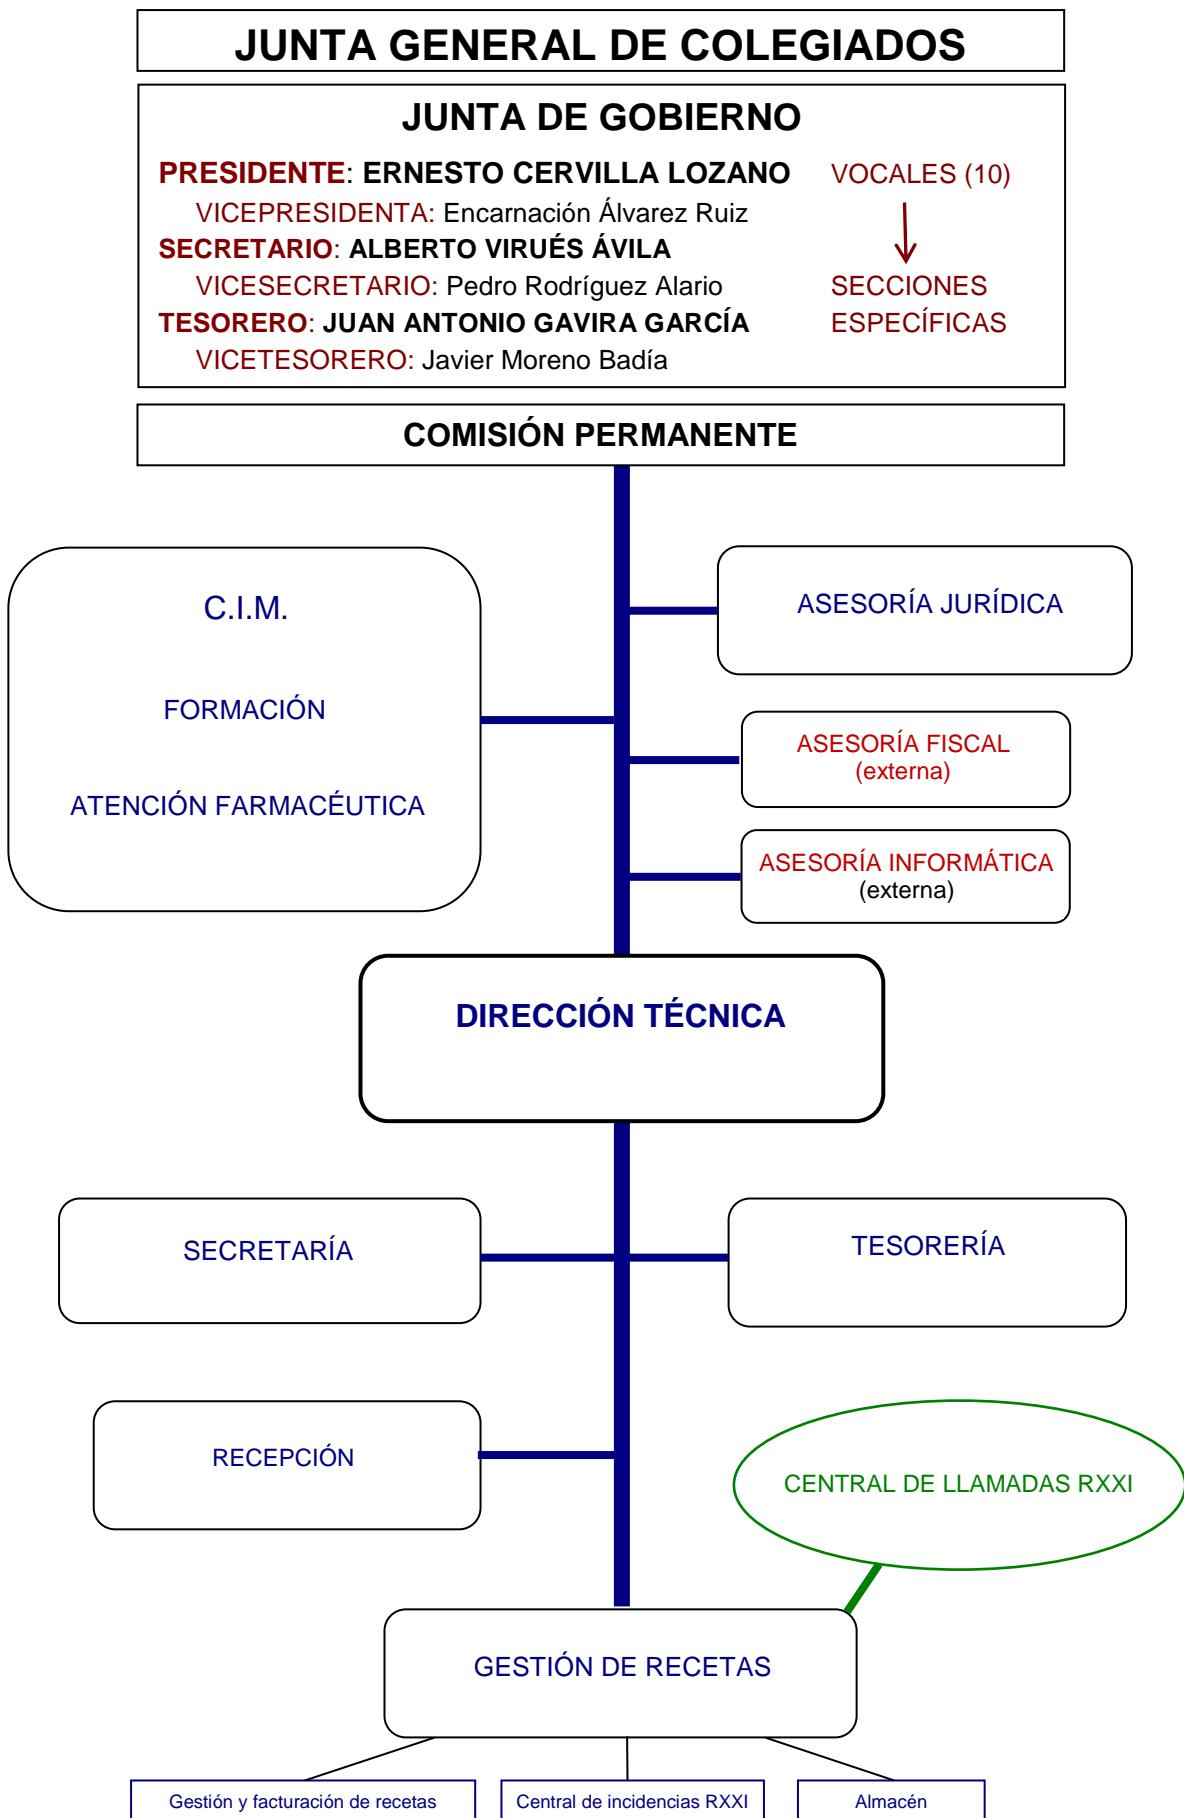 JUNTA GENERAL DE COLEGIADOS
JUNTA DE GOBIERNO
PRESIDENTE: ERNESTO CERVILLA LOZANO
VICEPRESIDENTA: Encarnación Álvarez Ruiz
SECRETARIO: ALBERTO VIRUÉS ÁVILA
VICESECRETARIO: Pedro Rodríguez Alario
TESORERO: JUAN ANTONIO GAVIRA GARCÍA
VICETESORERO: Javier Moreno Badía
VOCALES (10)
SECCIONES
ESPECÍFICAS
COMISIÓN PERMANENTE
C.I.M.
FORMACIÓN
ATENCIÓN FARMACÉUTICA
ASESORÍA JURÍDICA
ASESORÍA FISCAL
(externa)
ASESORÍA INFORMÁTICA
(externa)
DIRECCIÓN TÉCNICA
SECRETARÍA
TESORERÍA
RECEPCIÓN
CENTRAL DE LLAMADAS RXXI
GESTIÓN DE RECETAS
Gestión y facturación de recetas
Central de incidencias RXXI
Almacén